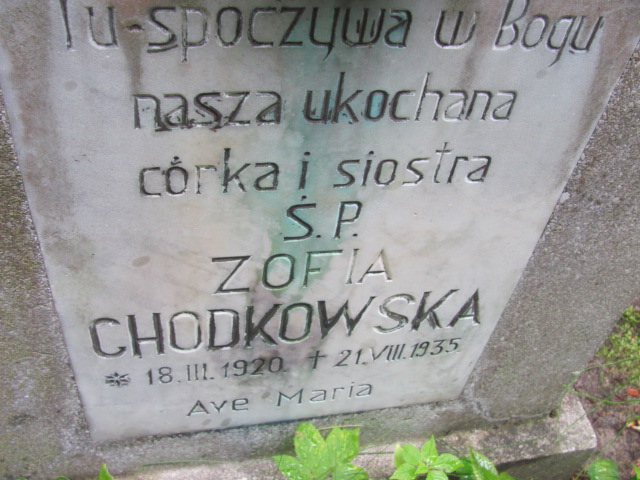 Tu-spoczywa w Bogu
nasza ukochana
córka i siostra
Ś.P.
ZOFIA
CHODKOWSKA
* 18.III.1920. + 21.VIII.1935.
Ave Maria